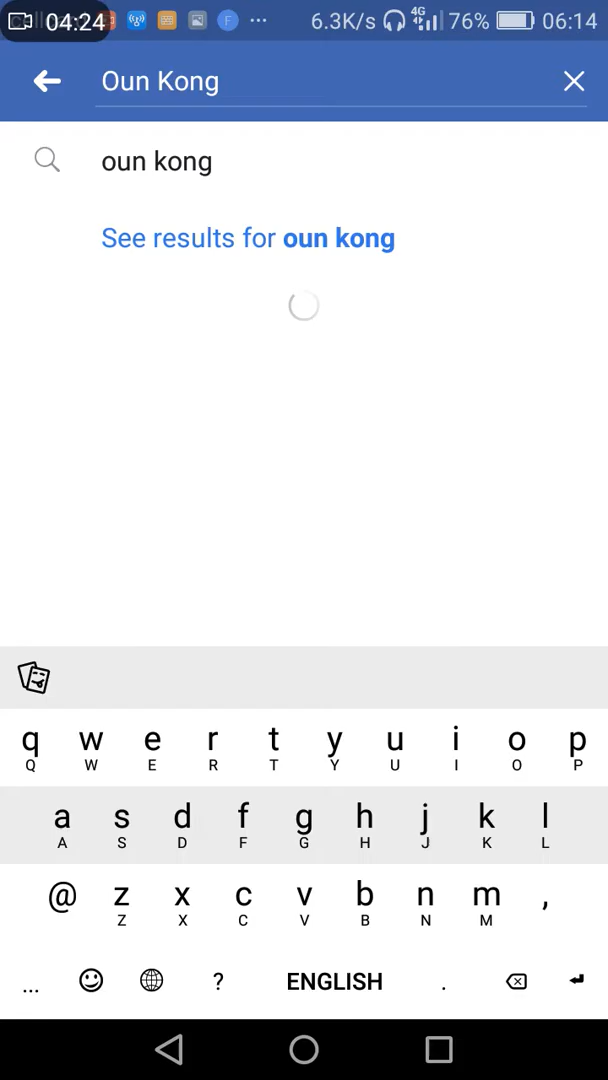 04:24 F ... 6.3K/s 4G 76% 06:14
Oun Kong
oun kong
See results for oun kong
q w e r t y u i o p
Q W E R T Y U I O P
a s d f g h j k l
A S D F G H J K L
@ z x c v b n m ,
Z X C V B N M
... ? ENGLISH .